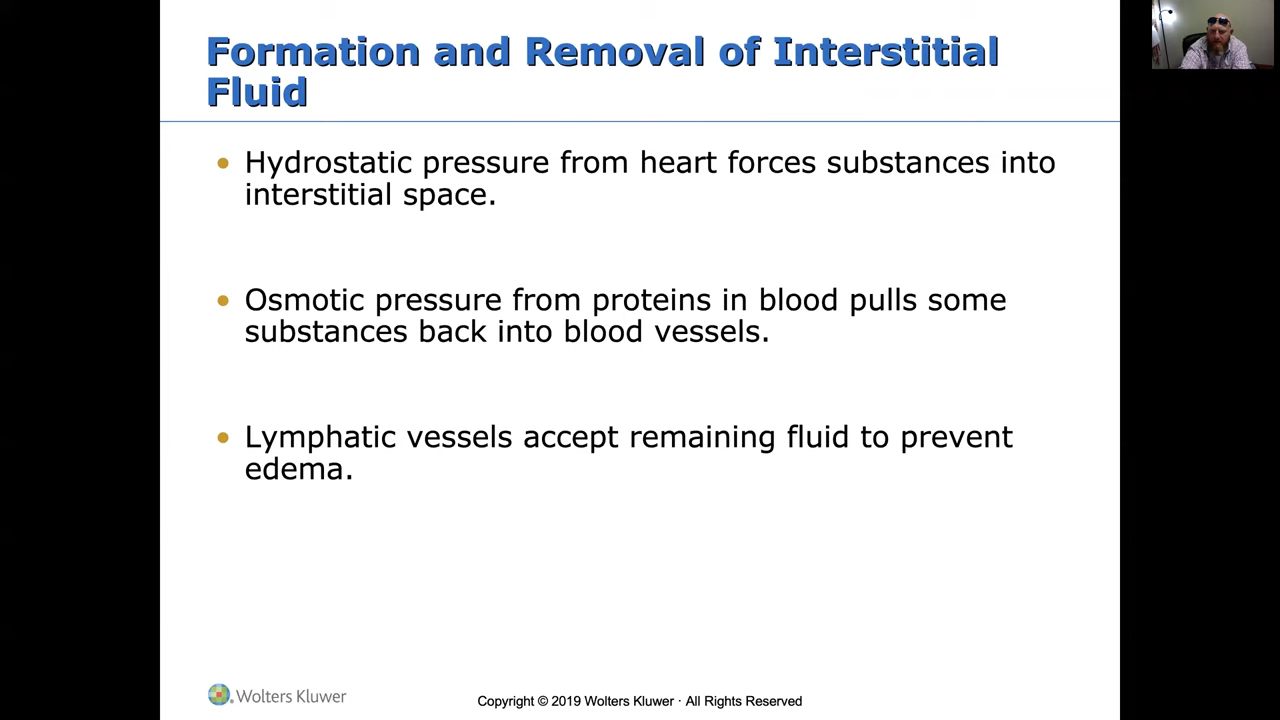 Formation and Removal of Interstitial
Fluid
• Hydrostatic pressure from heart forces substances into
interstitial space.
• Osmotic pressure from proteins in blood pulls some
substances back into blood vessels.
• Lymphatic vessels accept remaining fluid to prevent
edema.
Wolters Kluwer
Copyright © 2019 Wolters Kluwer · All Rights Reserved